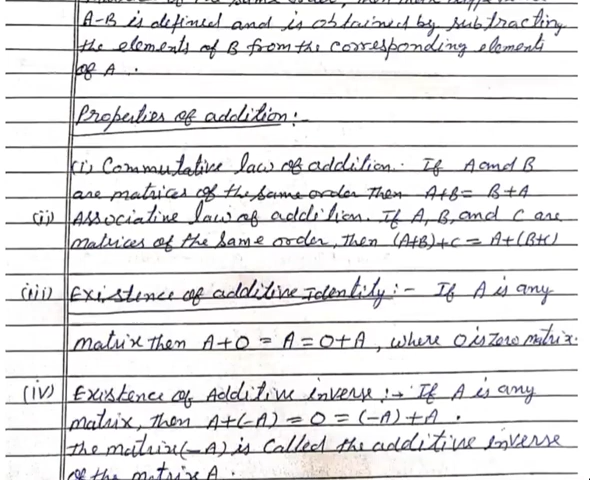 A-B is defined and is obtained by subtracting
the elements of B from the corresponding elements
of A.
Properties of addition:-
(i) Commutative law of addition. If A and B
are matrices of the same order Then A+B= B+A
(ii) Associative law of addition. If A, B, and C are
matrices of the same order, Then (A+B)+C = A+(B+C)
(iii) Existence of additive Identity :- If A is any
matrix then A+O = A = O+A, where O is zero matrix.
(iv) Existence of Additive inverse :→ If A is any
matrix, then A+(-A) = O = (-A) + A .
the matrix(-A) is called the additive inverse
of the matrix A.